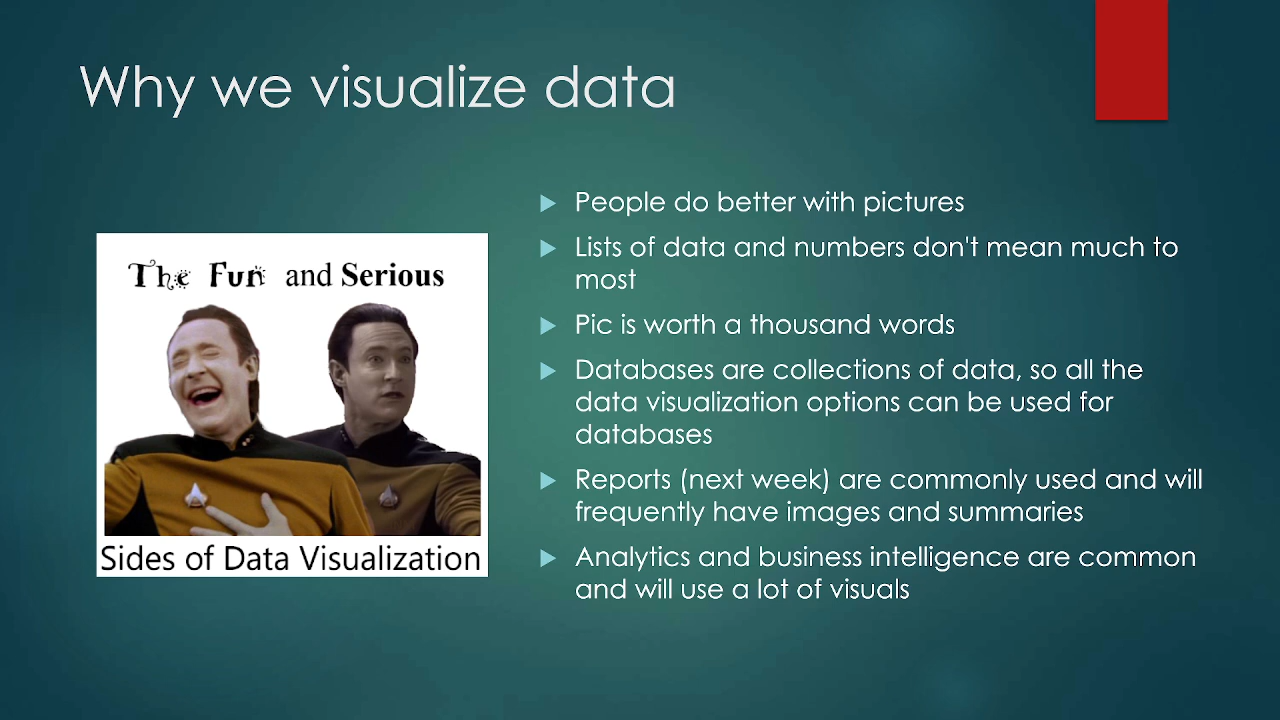 Why we visualize data
The Fun and Serious
Sides of Data Visualization
People do better with pictures
Lists of data and numbers don't mean much to
most
Pic is worth a thousand words
Databases are collections of data, so all the
data visualization options can be used for
databases
Reports (next week) are commonly used and will
frequently have images and summaries
Analytics and business intelligence are common
and will use a lot of visuals